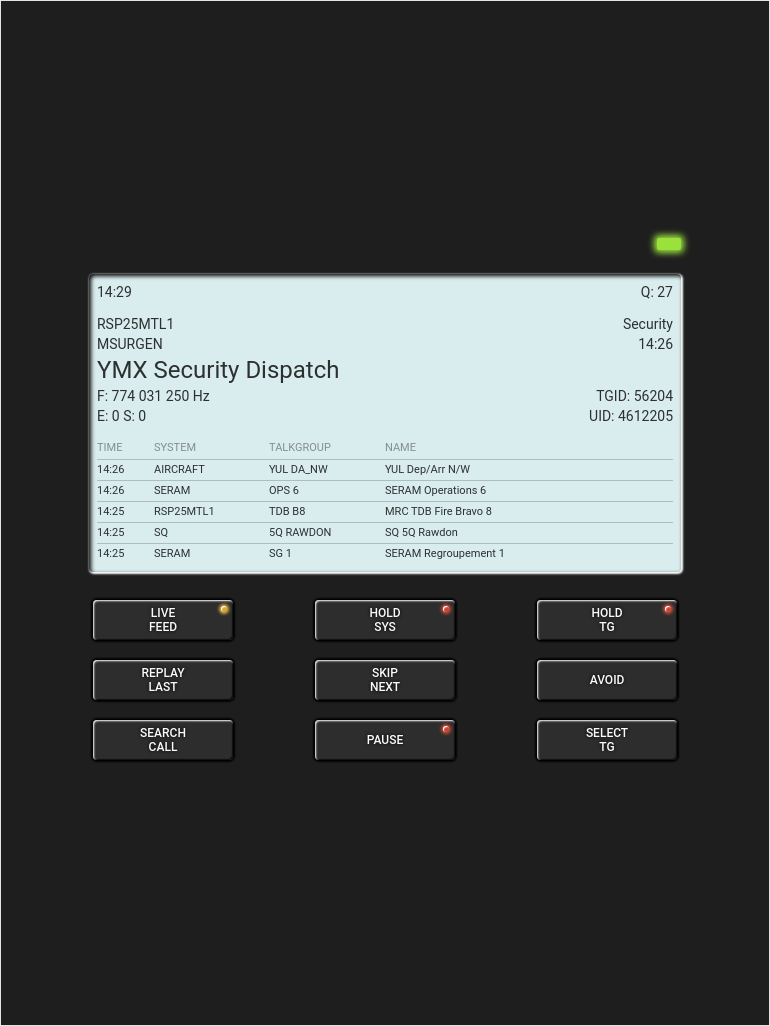 14:29 Q: 27
RSP25MTL1 Security
MSURGEN 14:26
YMX Security Dispatch
F: 774 031 250 Hz TGID: 56204
E: 0 S: 0 UID: 4612205
TIME SYSTEM TALKGROUP NAME
14:26 AIRCRAFT YUL DA_NW YUL Dep/Arr N/W
14:26 SERAM OPS 6 SERAM Operations 6
14:25 RSP25MTL1 TDB B8 MRC TDB Fire Bravo 8
14:25 SQ 5Q RAWDON SQ 5Q Rawdon
14:25 SERAM SG 1 SERAM Regroupement 1
LIVE
FEED
HOLD
SYS
HOLD
TG
REPLAY
LAST
SKIP
NEXT
AVOID
SEARCH
CALL
PAUSE
SELECT
TG